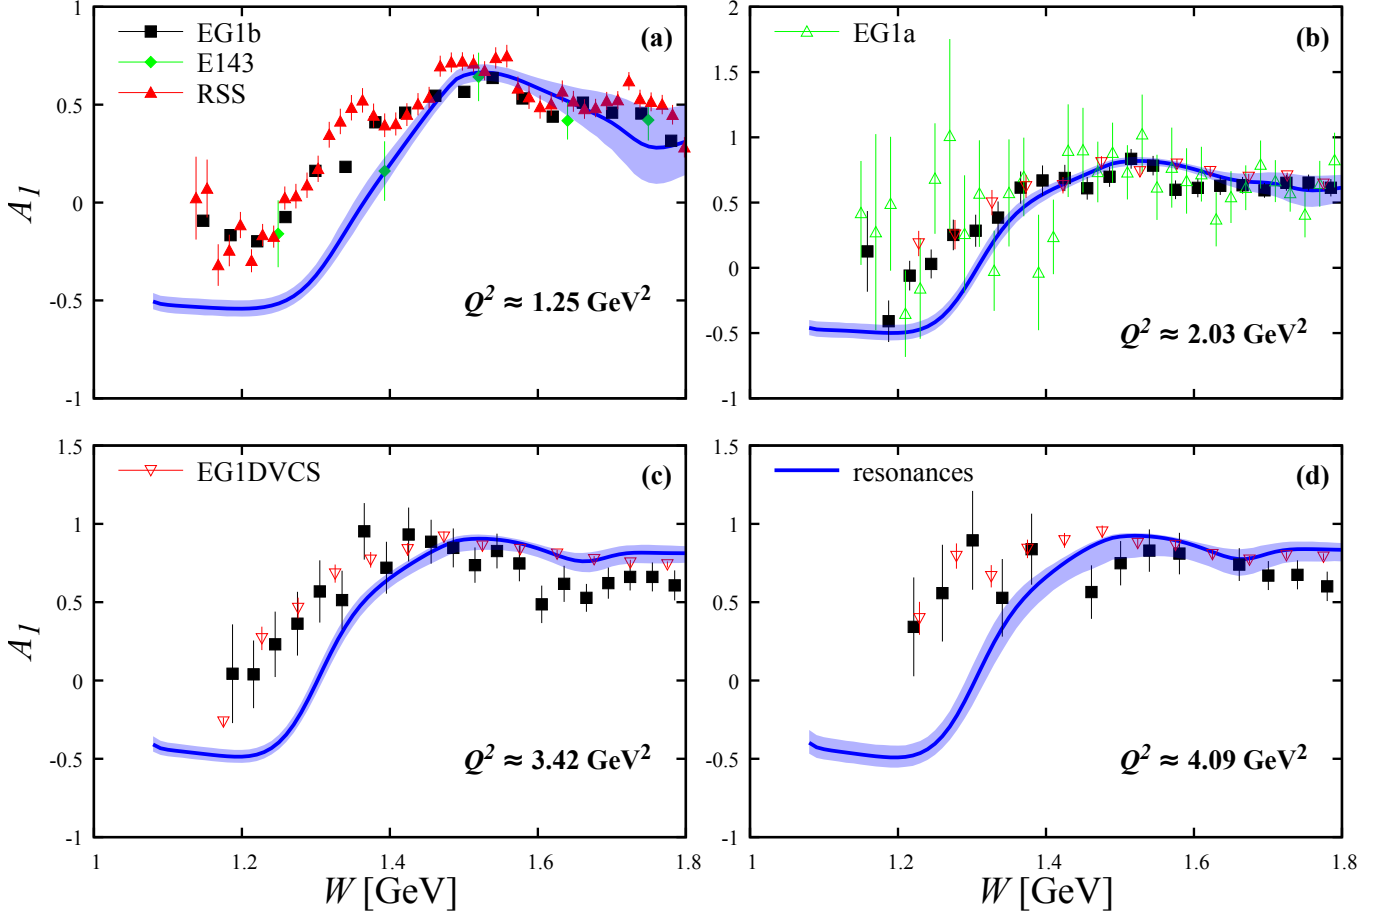 1
0.5
0
-0.5
-1
A1
EG1b
E143
RSS
(a)
Q² ≈ 1.25 GeV²
2
1.5
1
0.5
0
-0.5
-1
EG1a
(b)
Q² ≈ 2.03 GeV²
1.5
1
0.5
0
-0.5
-1
A1
EG1DVCS
(c)
Q² ≈ 3.42 GeV²
1 1.2 1.4 1.6 1.8
W [GeV]
1.5
1
0.5
0
-0.5
-1
resonances
(d)
Q² ≈ 4.09 GeV²
1 1.2 1.4 1.6 1.8
W [GeV]